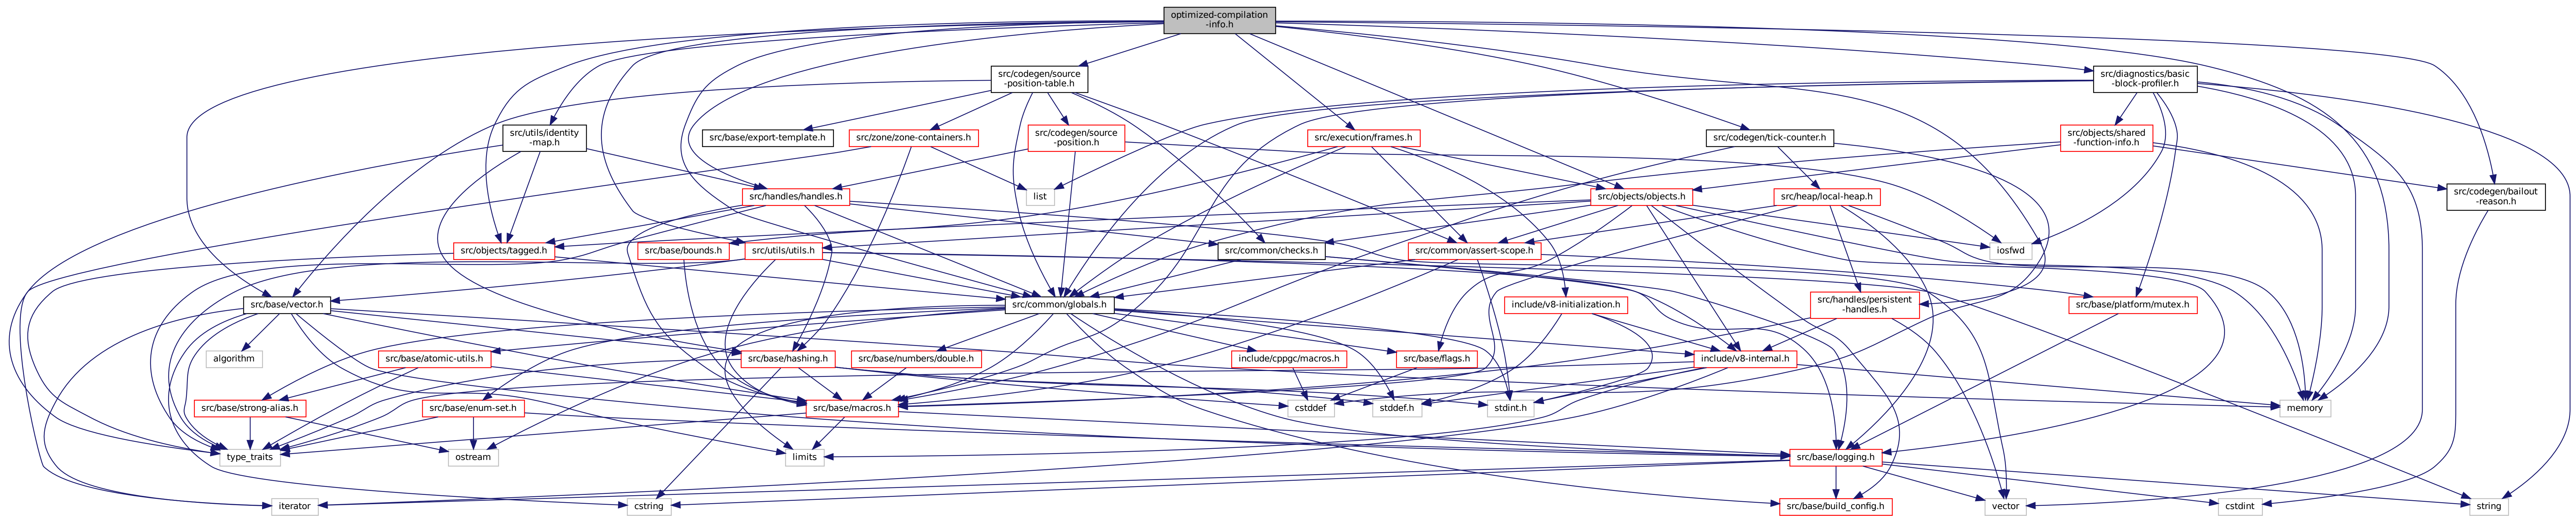 optimized-compilation
-info.h
src/codegen/source
-position-table.h
src/diagnostics/basic
-block-profiler.h
src/utils/identity
-map.h
src/base/export-template.h
src/zone/zone-containers.h
src/codegen/source
-position.h
src/execution/frames.h
src/codegen/tick-counter.h
src/objects/shared
-function-info.h
src/handles/handles.h
list
src/objects/objects.h
src/heap/local-heap.h
src/codegen/bailout
-reason.h
src/objects/tagged.h
src/base/bounds.h
src/utils/utils.h
src/common/checks.h
src/common/assert-scope.h
iosfwd
src/base/vector.h
src/common/globals.h
include/v8-initialization.h
src/handles/persistent
-handles.h
src/base/platform/mutex.h
algorithm
src/base/atomic-utils.h
src/base/hashing.h
src/base/numbers/double.h
include/cppgc/macros.h
src/base/flags.h
include/v8-internal.h
src/base/strong-alias.h
src/base/enum-set.h
src/base/macros.h
cstddef
stddef.h
stdint.h
memory
type_traits
ostream
limits
src/base/logging.h
iterator
cstring
src/base/build_config.h
vector
cstdint
string